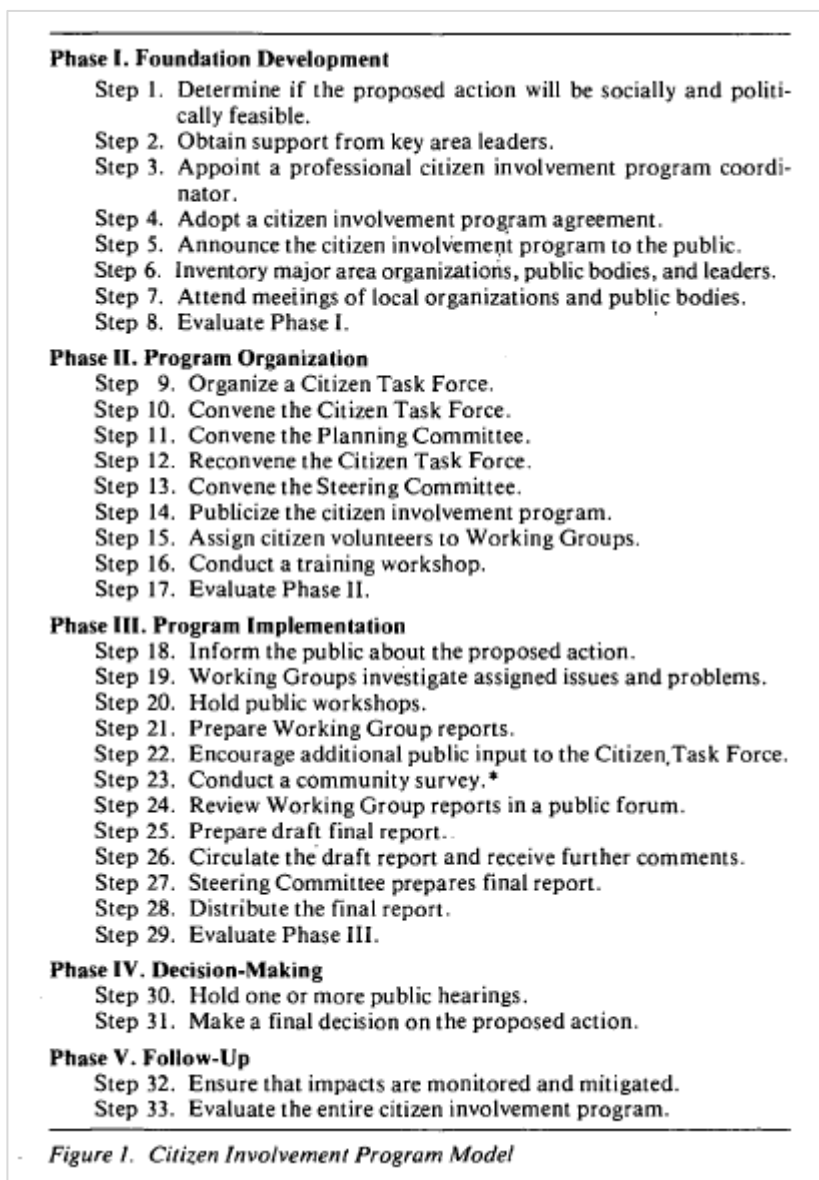 Phase I. Foundation Development
Step 1. Determine if the proposed action will be socially and politi-
cally feasible.
Step 2. Obtain support from key area leaders.
Step 3. Appoint a professional citizen involvement program coordi-
nator.
Step 4. Adopt a citizen involvement program agreement.
Step 5. Announce the citizen involvement program to the public.
Step 6. Inventory major area organizations, public bodies, and leaders.
Step 7. Attend meetings of local organizations and public bodies.
Step 8. Evaluate Phase I.
Phase II. Program Organization
Step 9. Organize a Citizen Task Force.
Step 10. Convene the Citizen Task Force.
Step 11. Convene the Planning Committee.
Step 12. Reconvene the Citizen Task Force.
Step 13. Convene the Steering Committee.
Step 14. Publicize the citizen involvement program.
Step 15. Assign citizen volunteers to Working Groups.
Step 16. Conduct a training workshop.
Step 17. Evaluate Phase II.
Phase III. Program Implementation
Step 18. Inform the public about the proposed action.
Step 19. Working Groups investigate assigned issues and problems.
Step 20. Hold public workshops.
Step 21. Prepare Working Group reports.
Step 22. Encourage additional public input to the Citizen Task Force.
Step 23. Conduct a community survey.*
Step 24. Review Working Group reports in a public forum.
Step 25. Prepare draft final report.
Step 26. Circulate the draft report and receive further comments.
Step 27. Steering Committee prepares final report.
Step 28. Distribute the final report.
Step 29. Evaluate Phase III.
Phase IV. Decision-Making
Step 30. Hold one or more public hearings.
Step 31. Make a final decision on the proposed action.
Phase V. Follow-Up
Step 32. Ensure that impacts are monitored and mitigated.
Step 33. Evaluate the entire citizen involvement program.
Figure 1. Citizen Involvement Program Model